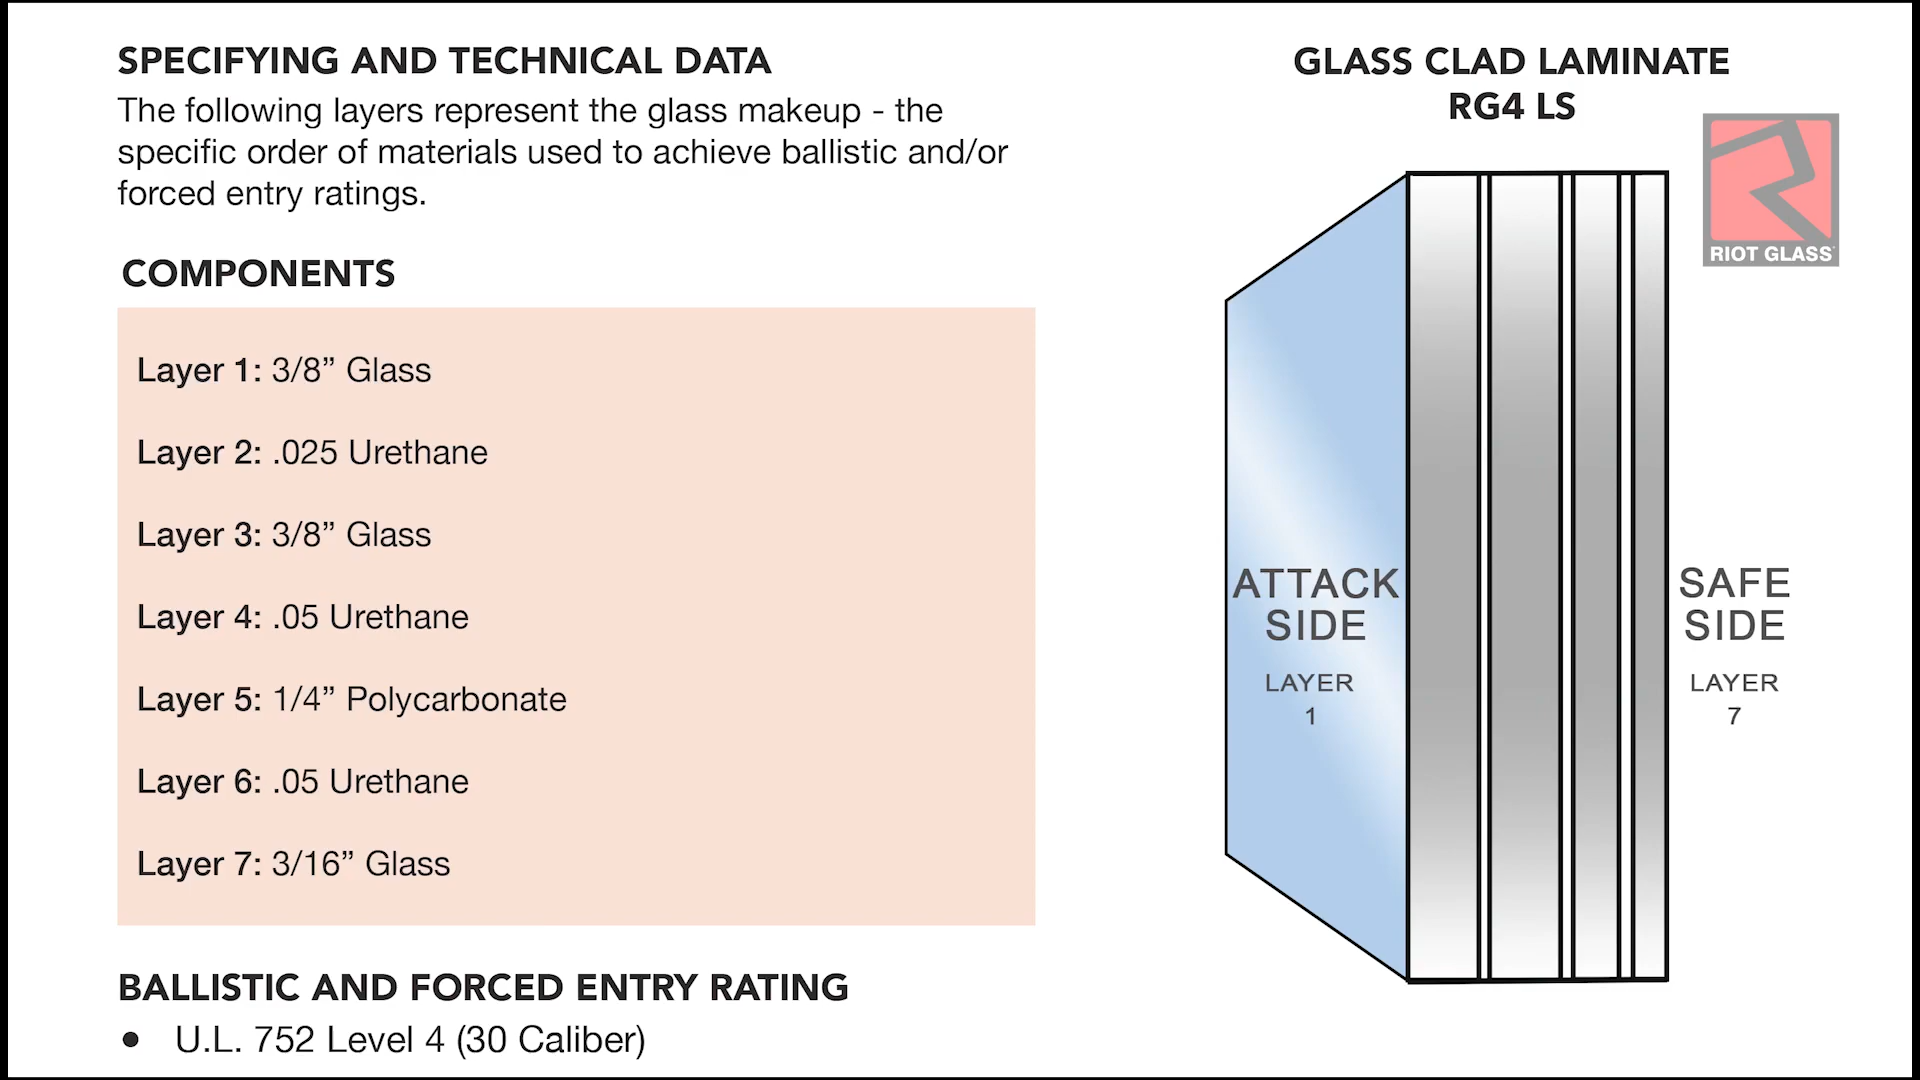 SPECIFYING AND TECHNICAL DATA
The following layers represent the glass makeup - the
specific order of materials used to achieve ballistic and/or
forced entry ratings.
COMPONENTS
Layer 1: 3/8” Glass
Layer 2: .025 Urethane
Layer 3: 3/8” Glass
Layer 4: .05 Urethane
Layer 5: 1/4” Polycarbonate
Layer 6: .05 Urethane
Layer 7: 3/16” Glass
BALLISTIC AND FORCED ENTRY RATING
● U.L. 752 Level 4 (30 Caliber)
GLASS CLAD LAMINATE
RG4 LS
RIOT GLASS
ATTACK
SIDE
LAYER
1
SAFE
SIDE
LAYER
7